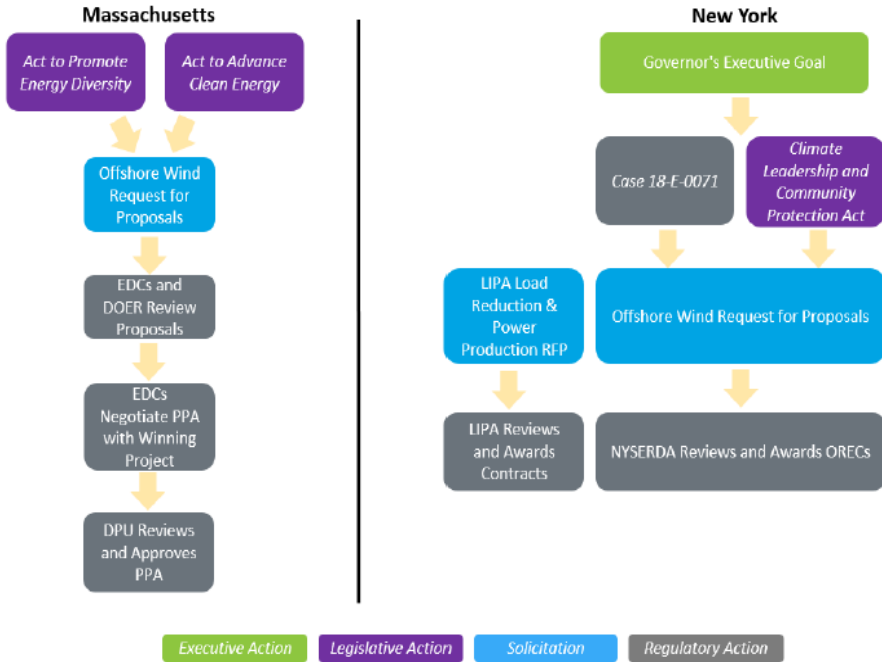 Massachusetts
Act to Promote
Energy Diversity
Act to Advance
Clean Energy
Offshore Wind
Request for
Proposals
EDCs and
DOER Review
Proposals
EDCs
Negotiate PPA
with Winning
Project
DPU Reviews
and Approves
PPA
New York
Governor's Executive Goal
Case 18-E-0071
Climate
Leadership and
Community
Protection Act
LIPA Load
Reduction &
Power
Production RFP
Offshore Wind Request for Proposals
LIPA Reviews
and Awards
Contracts
NYSERDA Reviews and Awards ORECs
Executive Action
Legislative Action
Solicitation
Regulatory Action